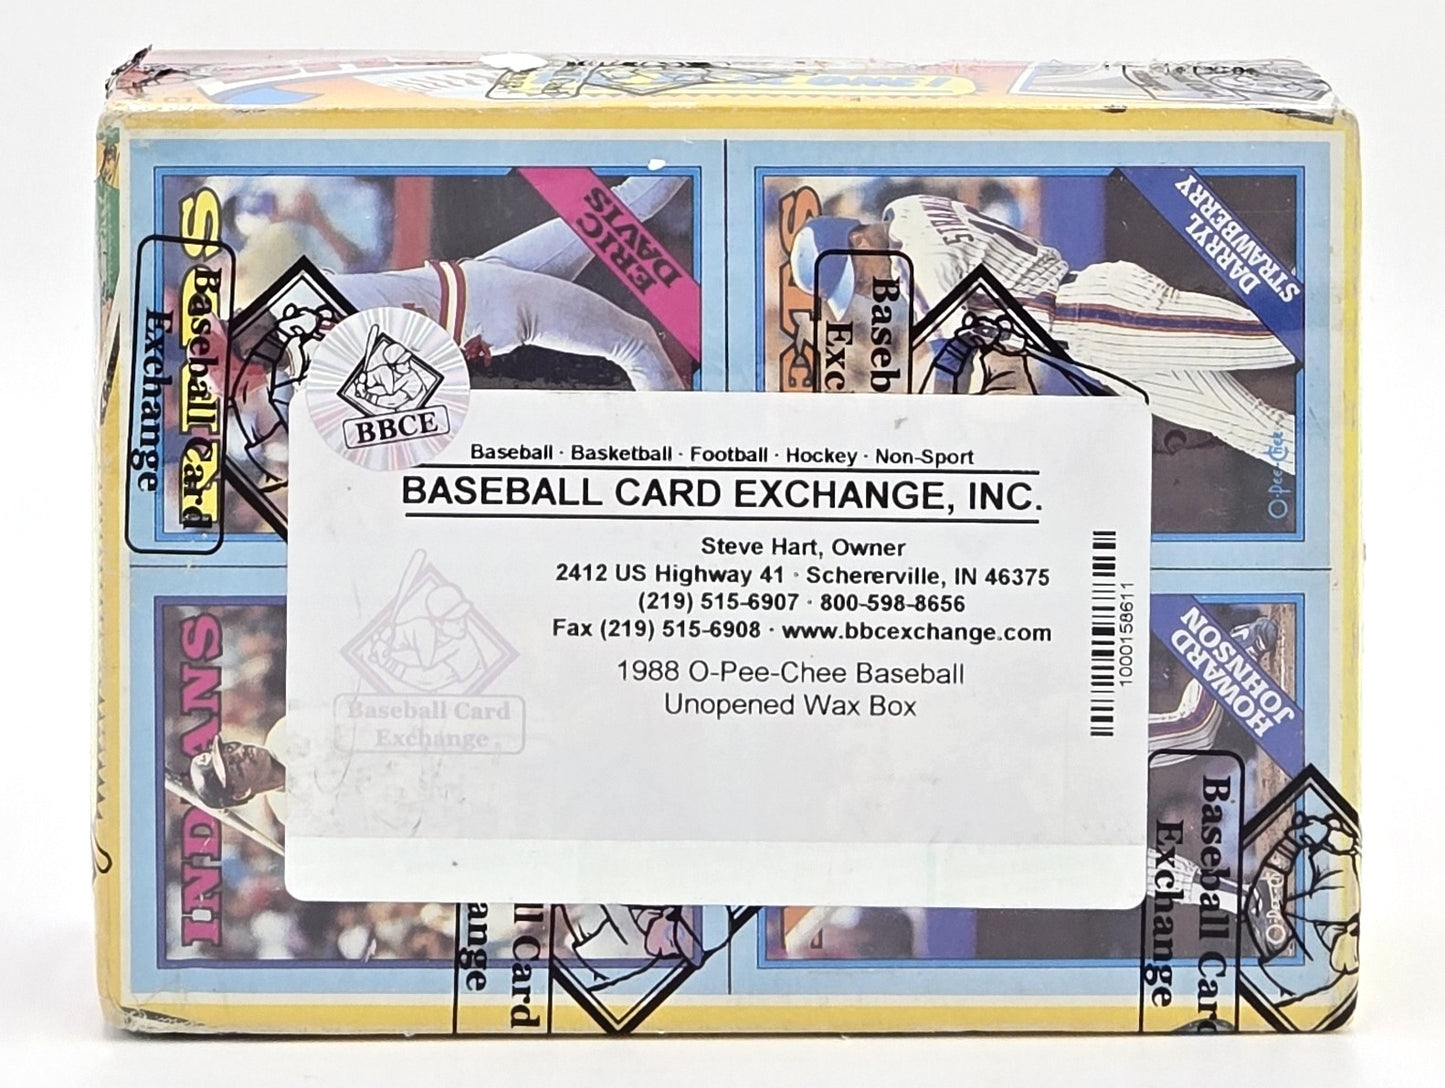 ERIC
DAVIS
DARRYL
STRAWBERRY
O-Pee-Chee
Baseball Card
Exchange
BBCE
Baseball · Basketball · Football · Hockey · Non-Sport
BASEBALL CARD EXCHANGE, INC.
Steve Hart, Owner
2412 US Highway 41 · Schererville, IN 46375
(219) 515-6907 · 800-598-8656
Fax (219) 515-6908 · www.bbcexchange.com
1988 O-Pee-Chee Baseball
Unopened Wax Box
1000158611
Baseball Card
Exchange
HOWARD
JOHNSON
INDIANS
O-Pee-Chee
Baseball Card
Exchange